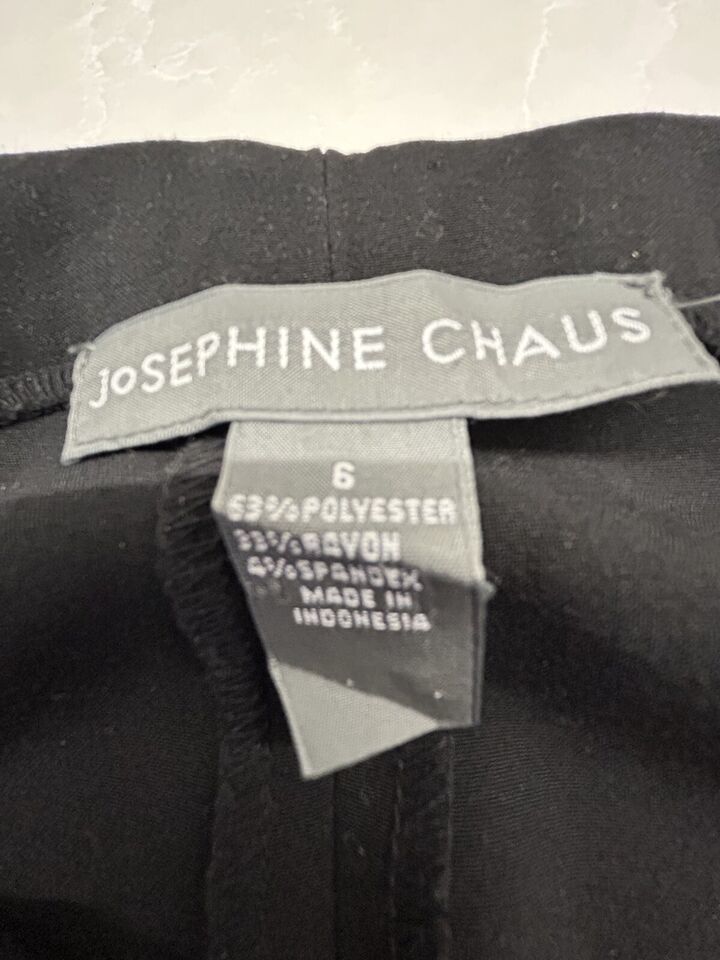 JoSEPHINE CHAUS
6
63% POLYESTER
33% RAYON
4% SPANDEX
MADE IN
INDONESIA